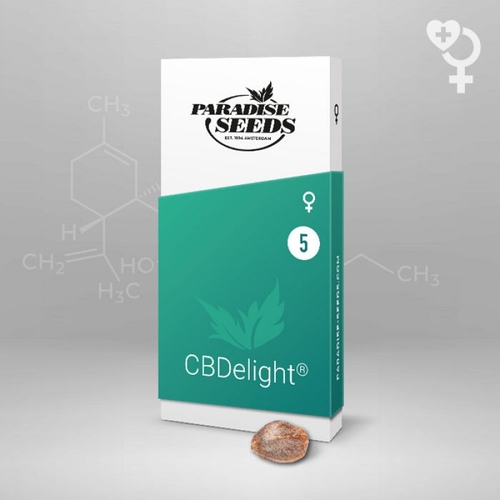 PARADISE
SEEDS
EST. 1994 AMSTERDAM
5
CBDelight®
PARADISE-SEEDS.COM
CH₃
H
CH₂
HO
H₃C
CH₃